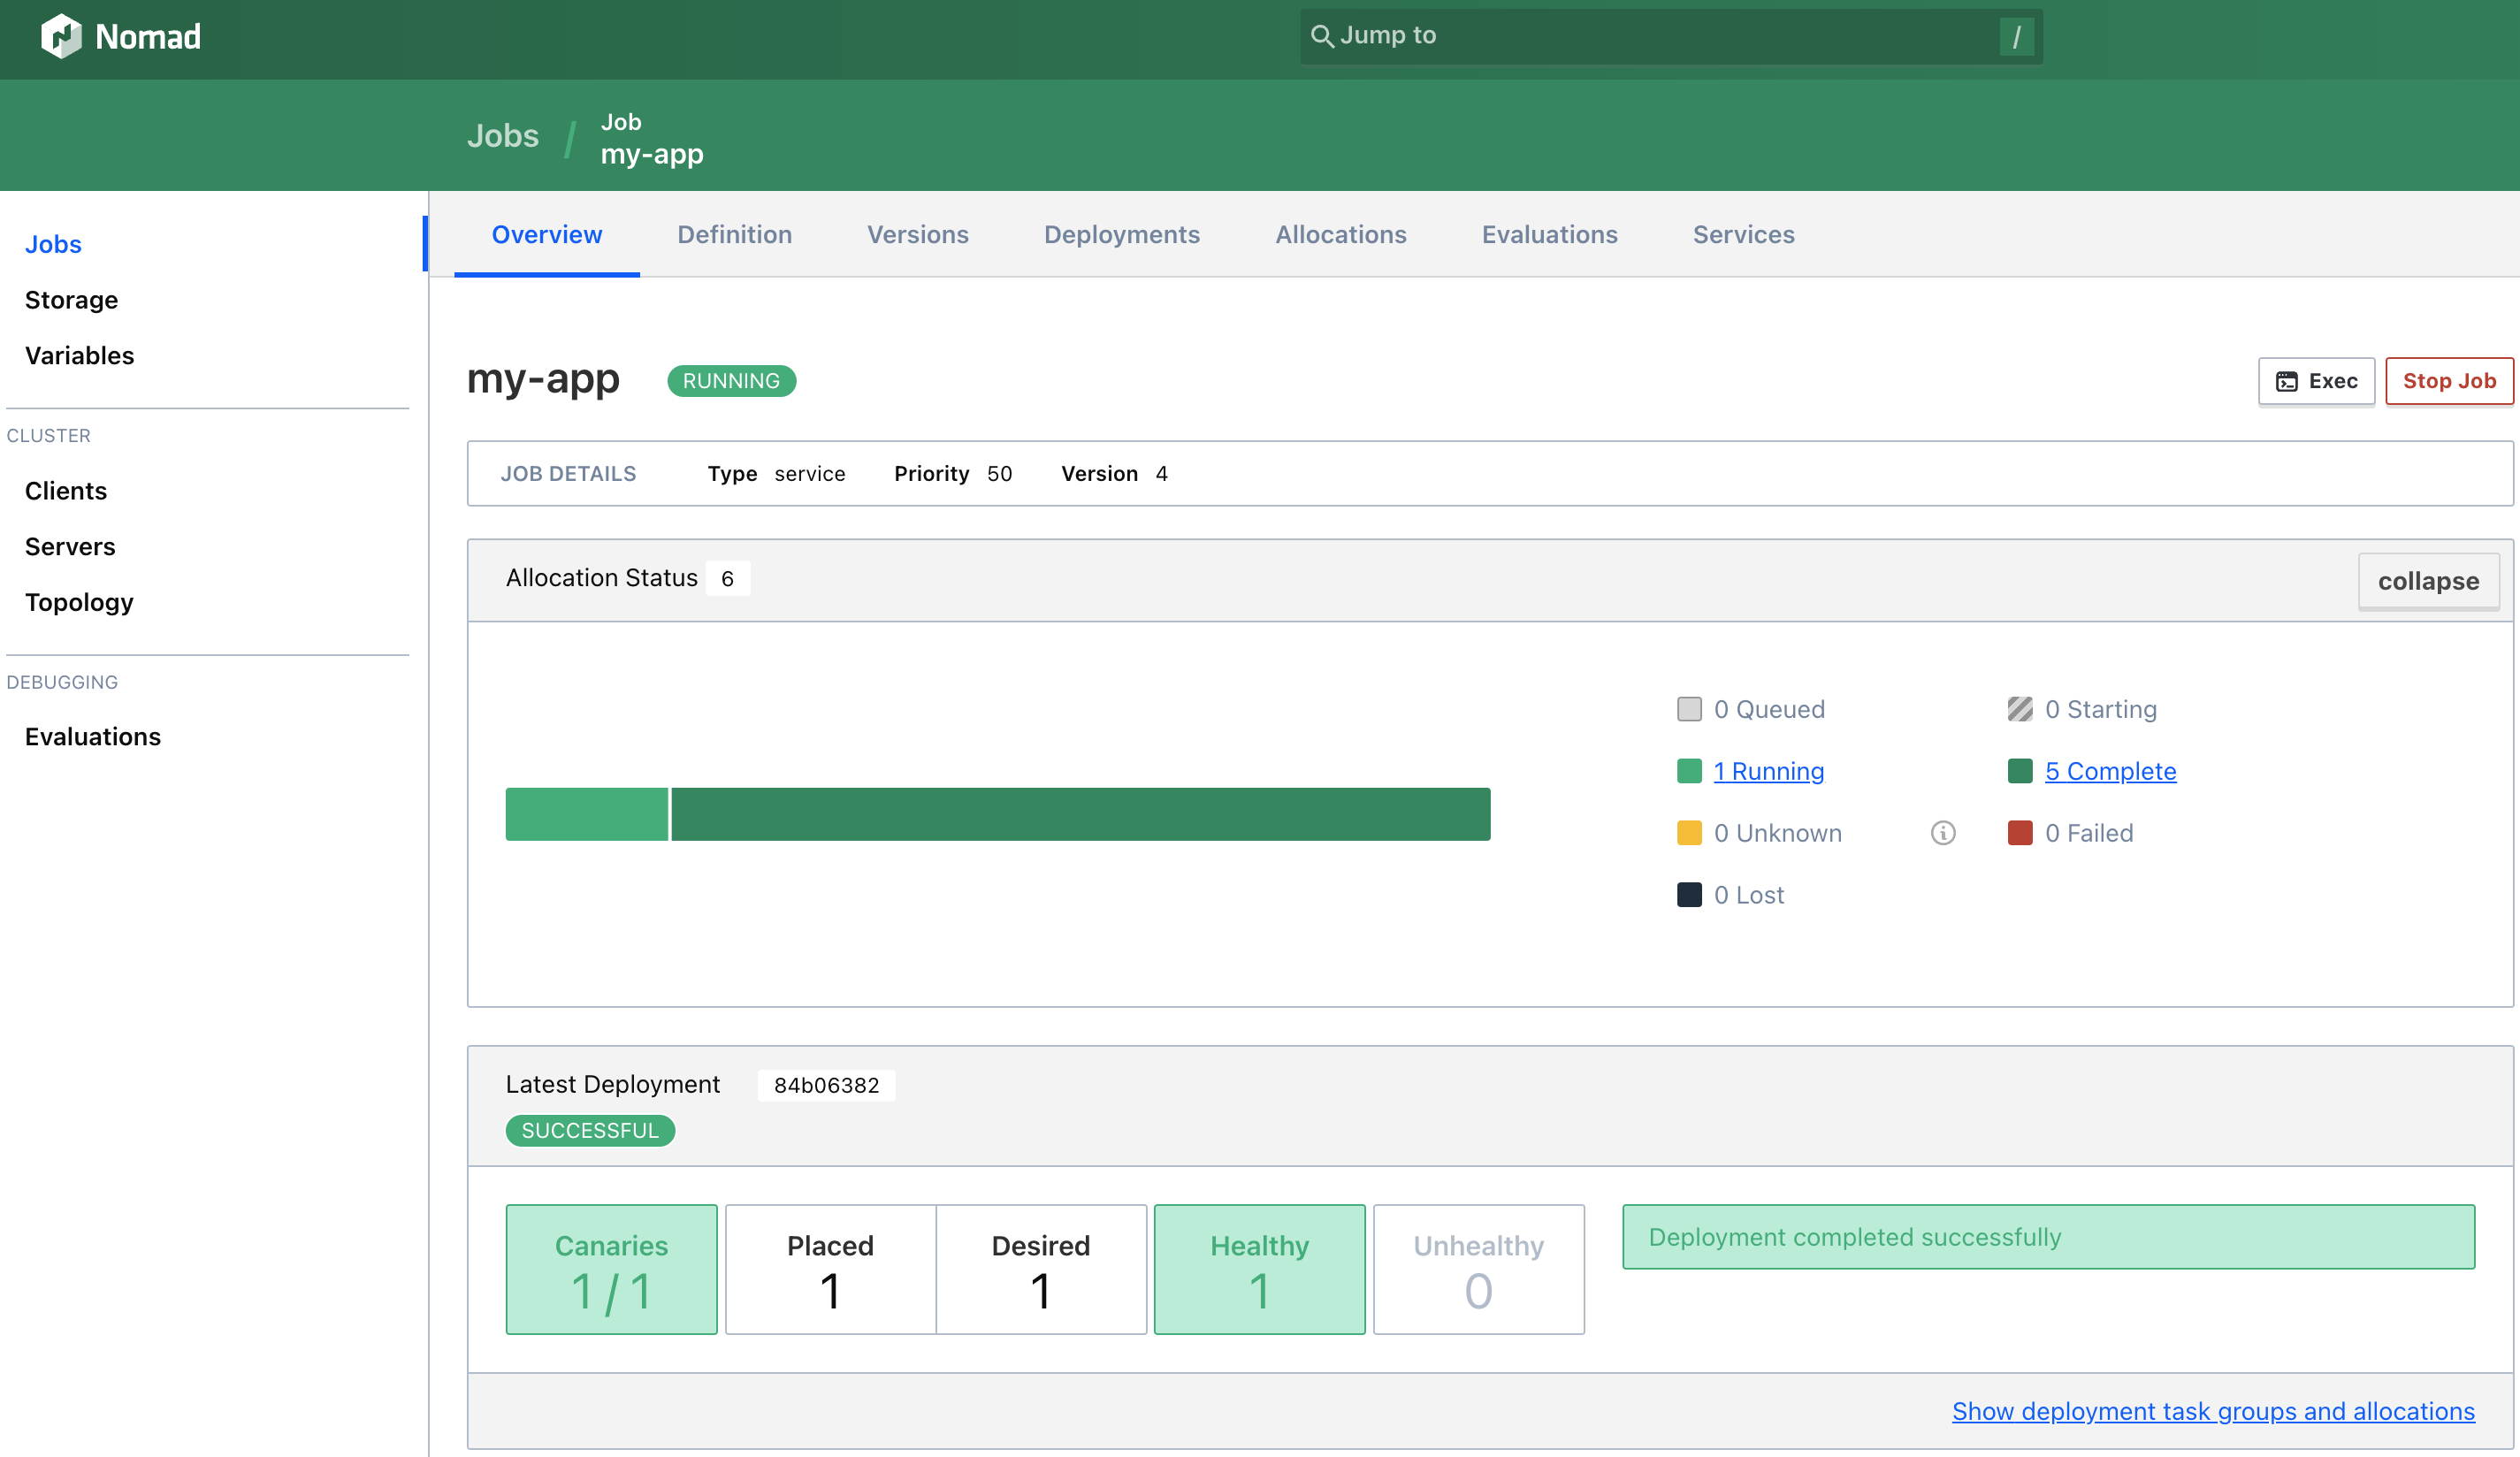 Nomad
Jump to /
Jobs / Job
my-app
Jobs
Storage
Variables
CLUSTER
Clients
Servers
Topology
DEBUGGING
Evaluations
Overview Definition Versions Deployments Allocations Evaluations Services
my-app RUNNING Exec Stop Job
JOB DETAILS Type service Priority 50 Version 4
Allocation Status 6 collapse
0 Queued 0 Starting
1 Running 5 Complete
0 Unknown 0 Failed
0 Lost
Latest Deployment 84b06382
SUCCESSFUL
Canaries Placed Desired Healthy Unhealthy
1 / 1 1 1 1 0
Deployment completed successfully
Show deployment task groups and allocations